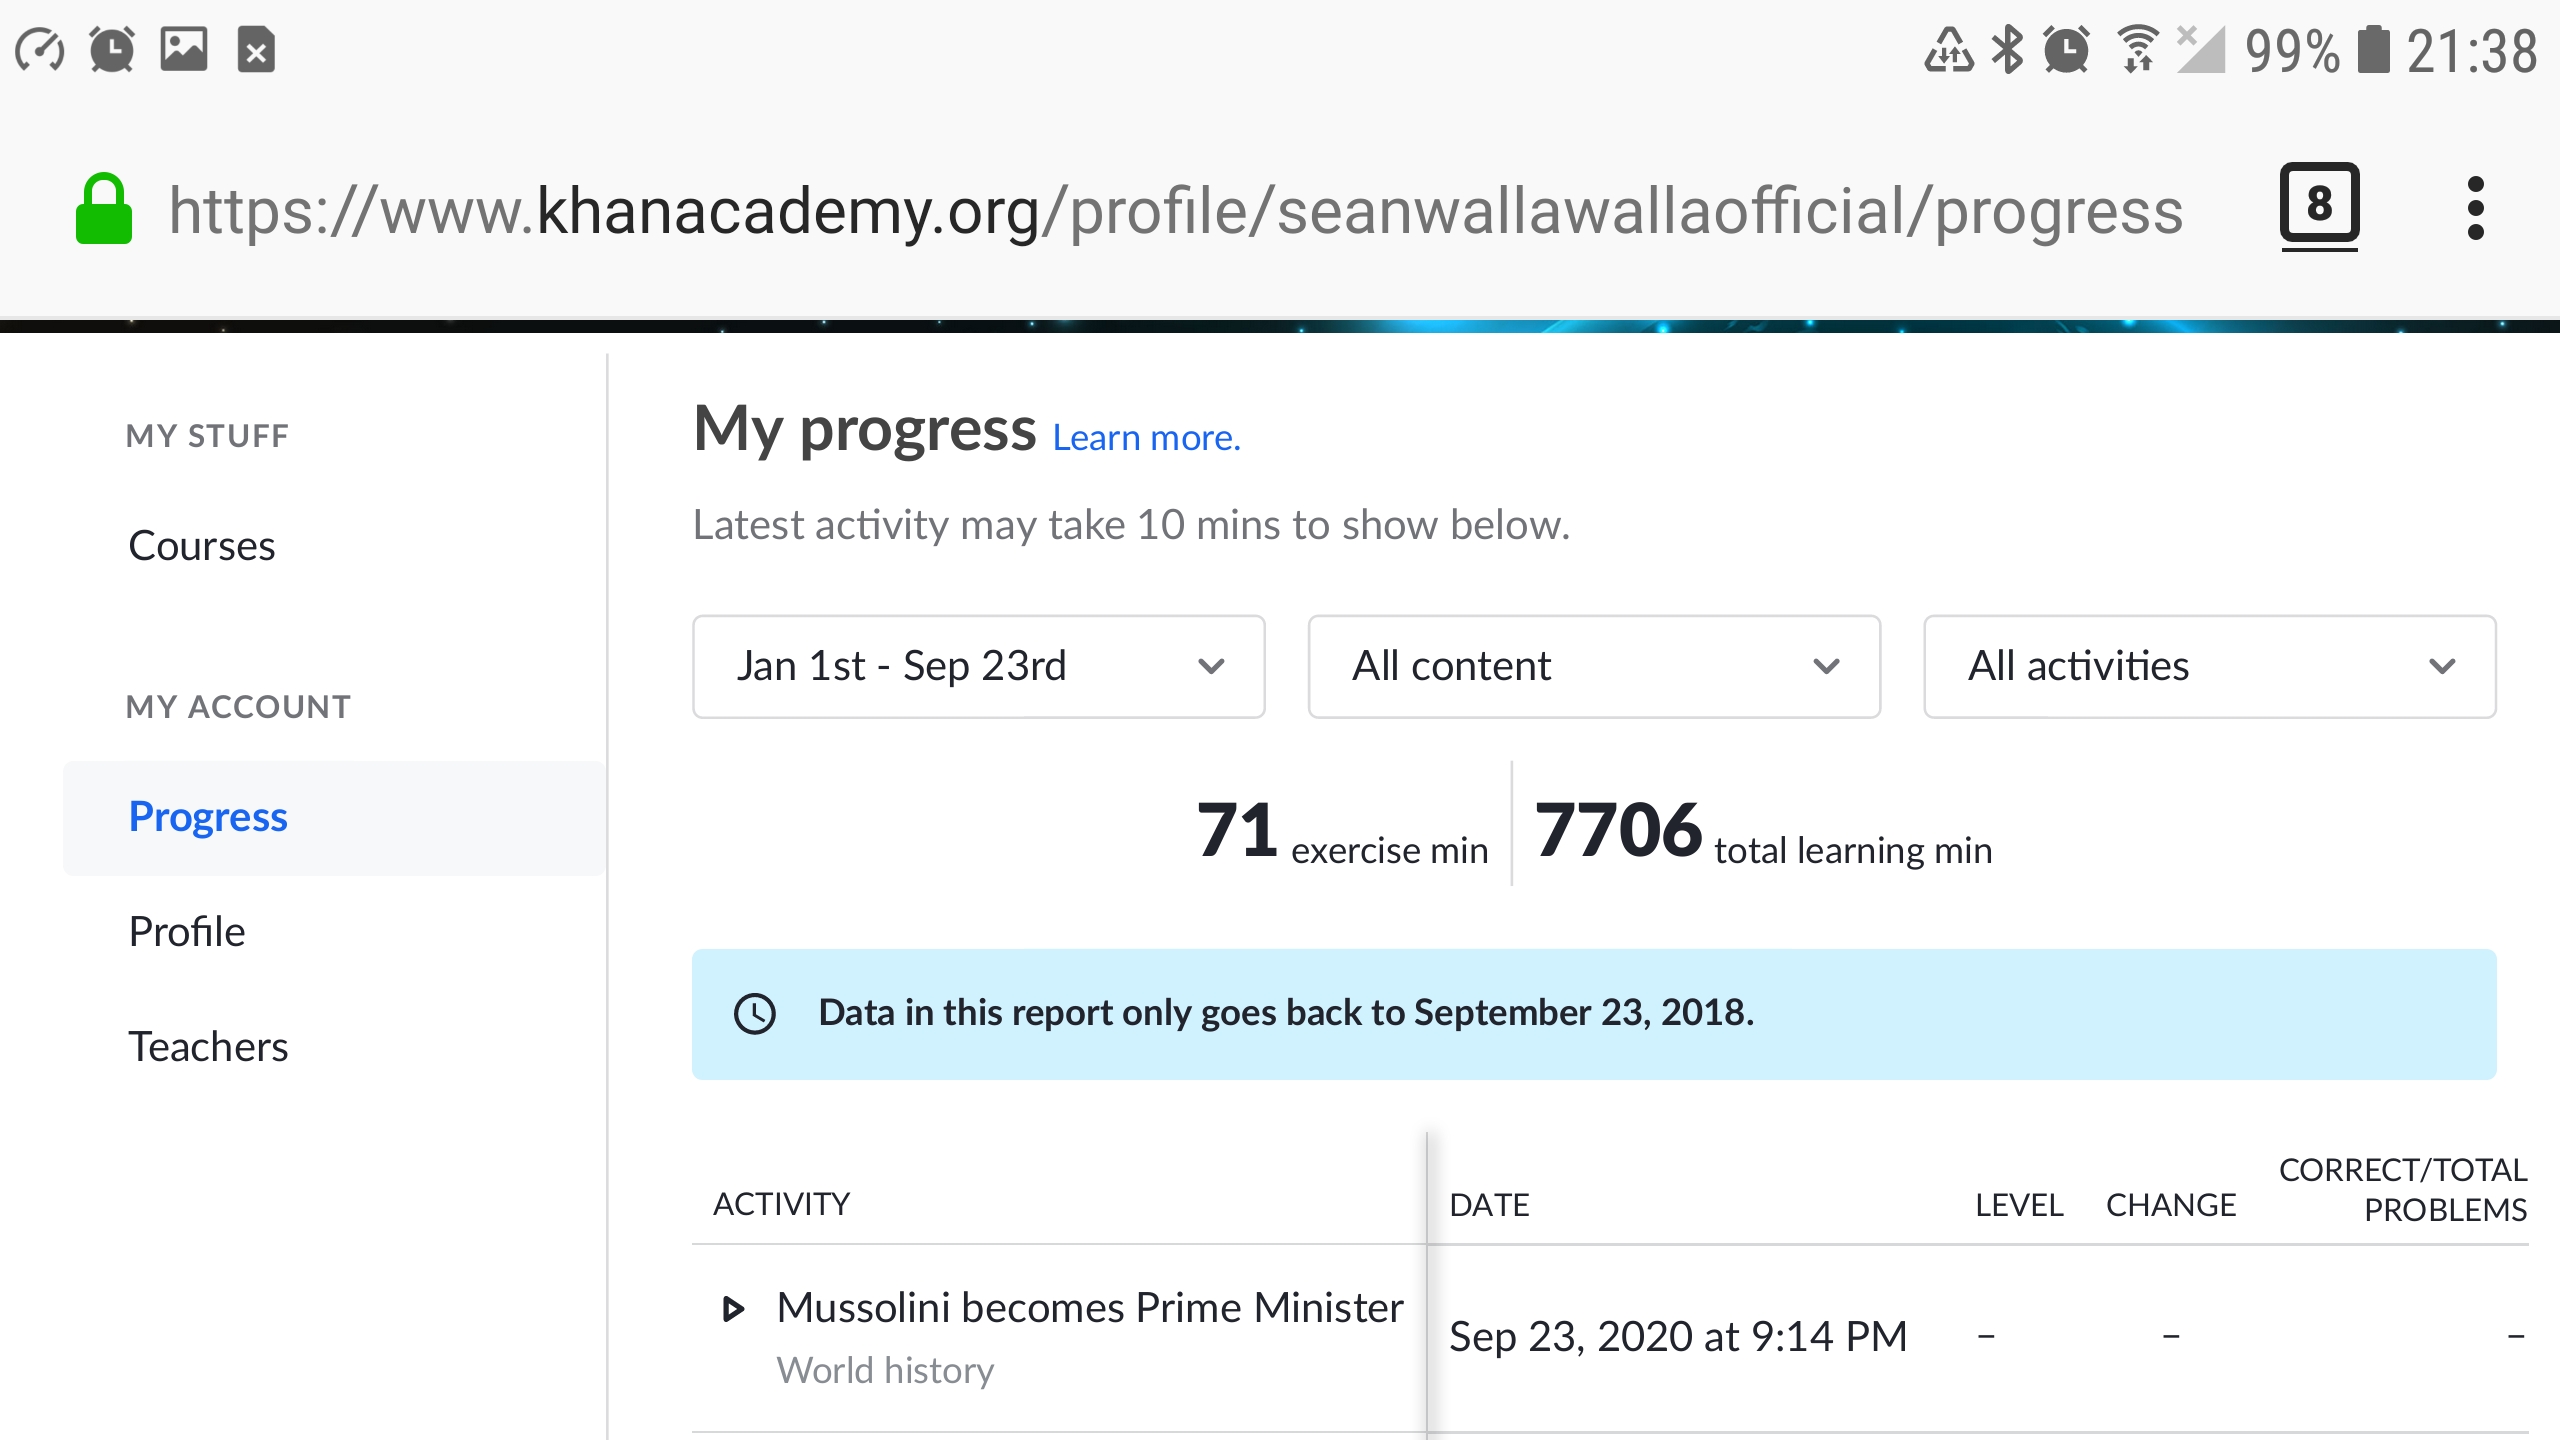 99% 21:38
https://www.khanacademy.org/profile/seanwallawallaofficial/progress
8
MY STUFF
Courses
MY ACCOUNT
Progress
Profile
Teachers
My progress Learn more.
Latest activity may take 10 mins to show below.
Jan 1st - Sep 23rd
All content
All activities
71 exercise min
7706 total learning min
Data in this report only goes back to September 23, 2018.
ACTIVITY
DATE
LEVEL
CHANGE
CORRECT/TOTAL
PROBLEMS
Mussolini becomes Prime Minister
World history
Sep 23, 2020 at 9:14 PM
–
–
–